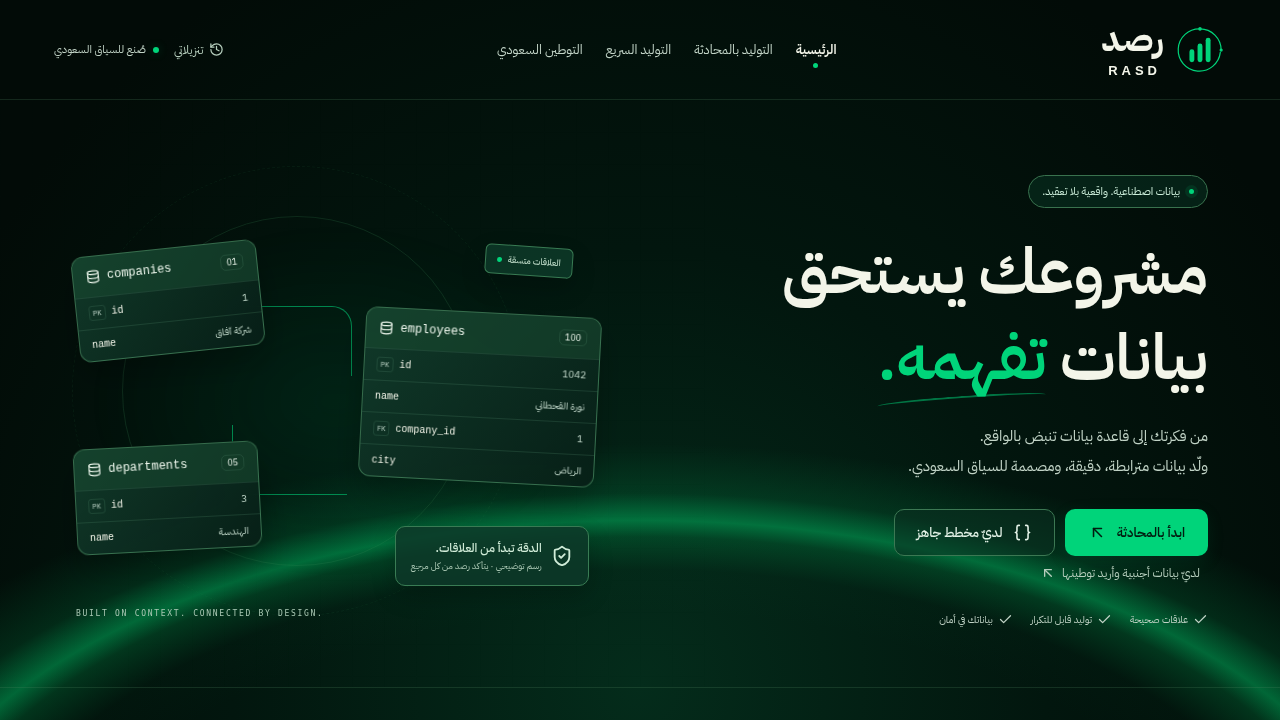 رصد
RASD
الرئيسية
التوليد بالمحادثة
التوليد السريع
التوطين السعودي
تنزيلاتي
صُنع للسياق السعودي
بيانات اصطناعية. واقعية بلا تعقيد.
مشروعك يستحق
بيانات تفهمه.
من فكرتك إلى قاعدة بيانات تنبض بالواقع.
ولّد بيانات مترابطة، دقيقة، ومصممة للسياق السعودي.
ابدأ بالمحادثة
{ } لديّ مخطط جاهز
لديّ بيانات أجنبية وأريد توطينها
علاقات صحيحة
توليد قابل للتكرار
بياناتك في أمان
العلاقات متسقة
companies 01
PK id 1
name شركة آفاق
employees 100
PK id 1042
name نورة القحطاني
FK company_id 1
city الرياض
departments 05
PK id 3
name الهندسة
الدقة تبدأ من العلاقات.
رسم توضيحي · يتأكد رصد من كل مرجع
BUILT ON CONTEXT. CONNECTED BY DESIGN.